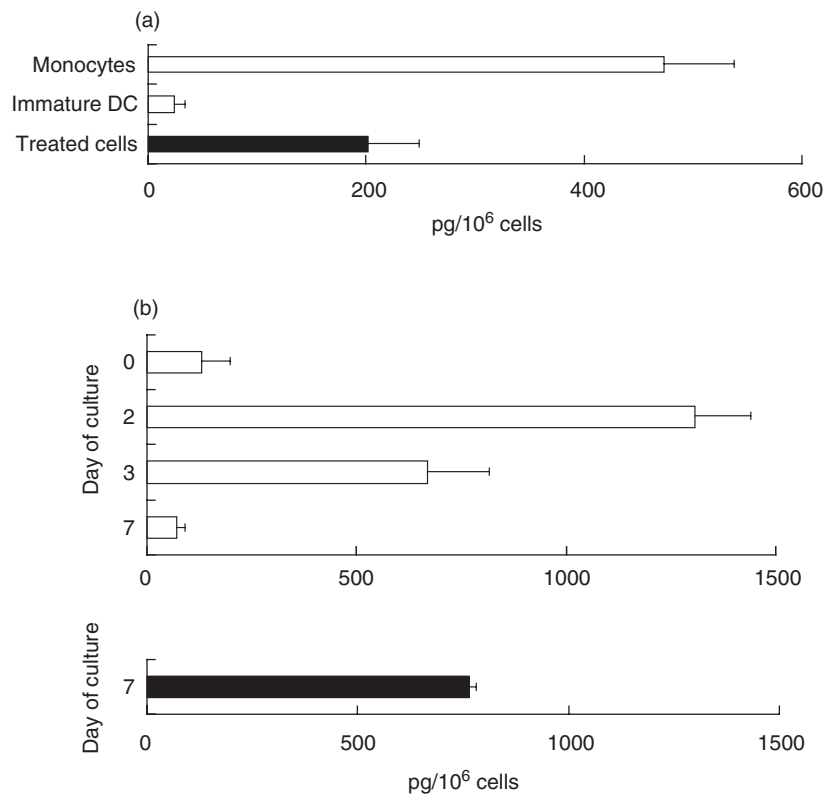 (a)
Monocytes
Immature DC
Treated cells
0 200 400 600
pg/10⁶ cells
(b)
Day of culture
0
2
3
7
0 500 1000 1500
Day of culture
7
0 500 1000 1500
pg/10⁶ cells